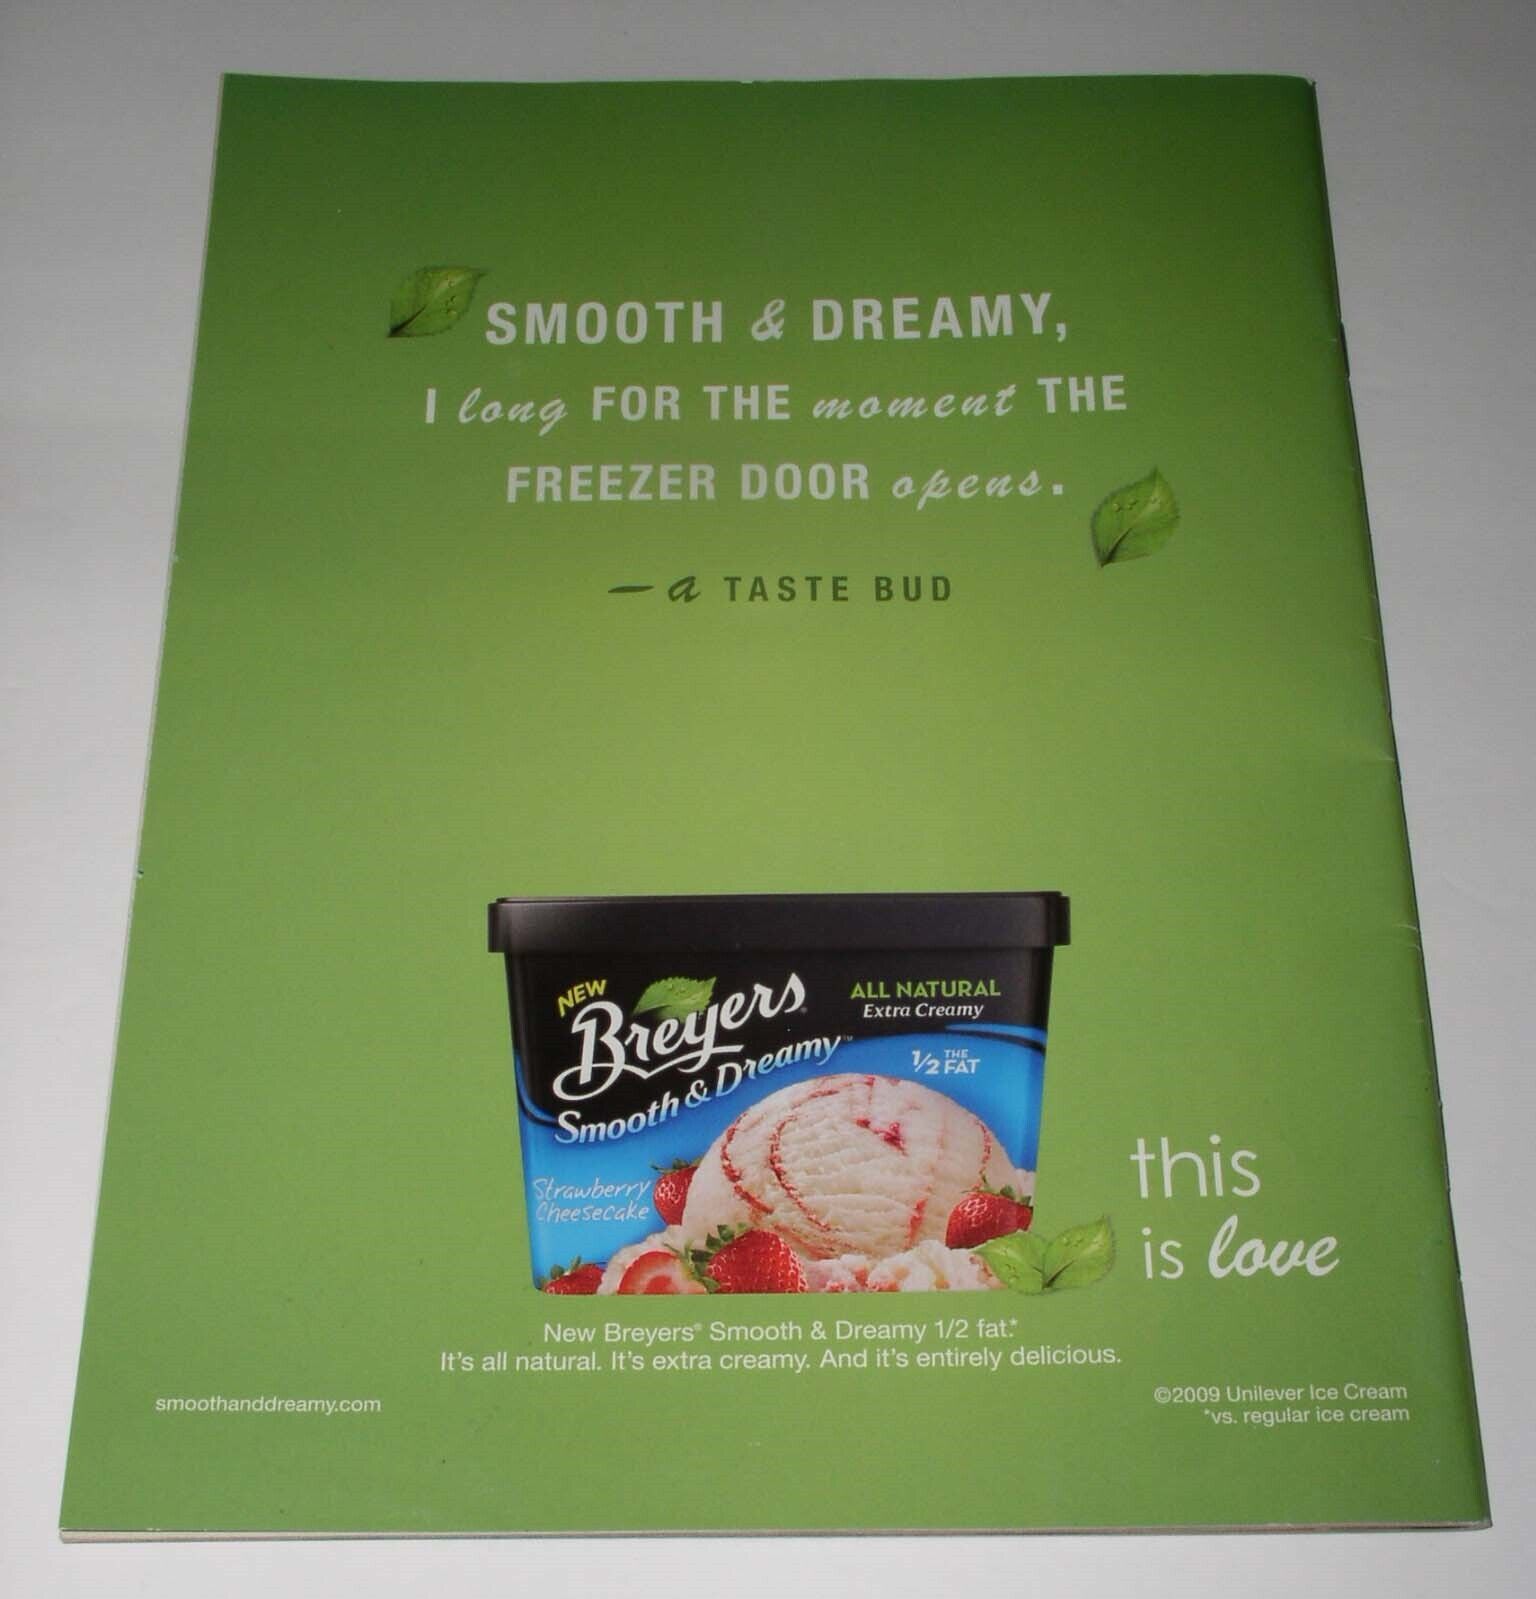 SMOOTH & DREAMY,
I long FOR THE moment THE
FREEZER DOOR opens.
—a TASTE BUD
NEW
Breyers®
Smooth & Dreamy™
ALL NATURAL
Extra Creamy
1/2 THE FAT
Strawberry
Cheesecake
this
is love
New Breyers® Smooth & Dreamy 1/2 fat.*
It's all natural. It's extra creamy. And it's entirely delicious.
smoothanddreamy.com
©2009 Unilever Ice Cream
*vs. regular ice cream